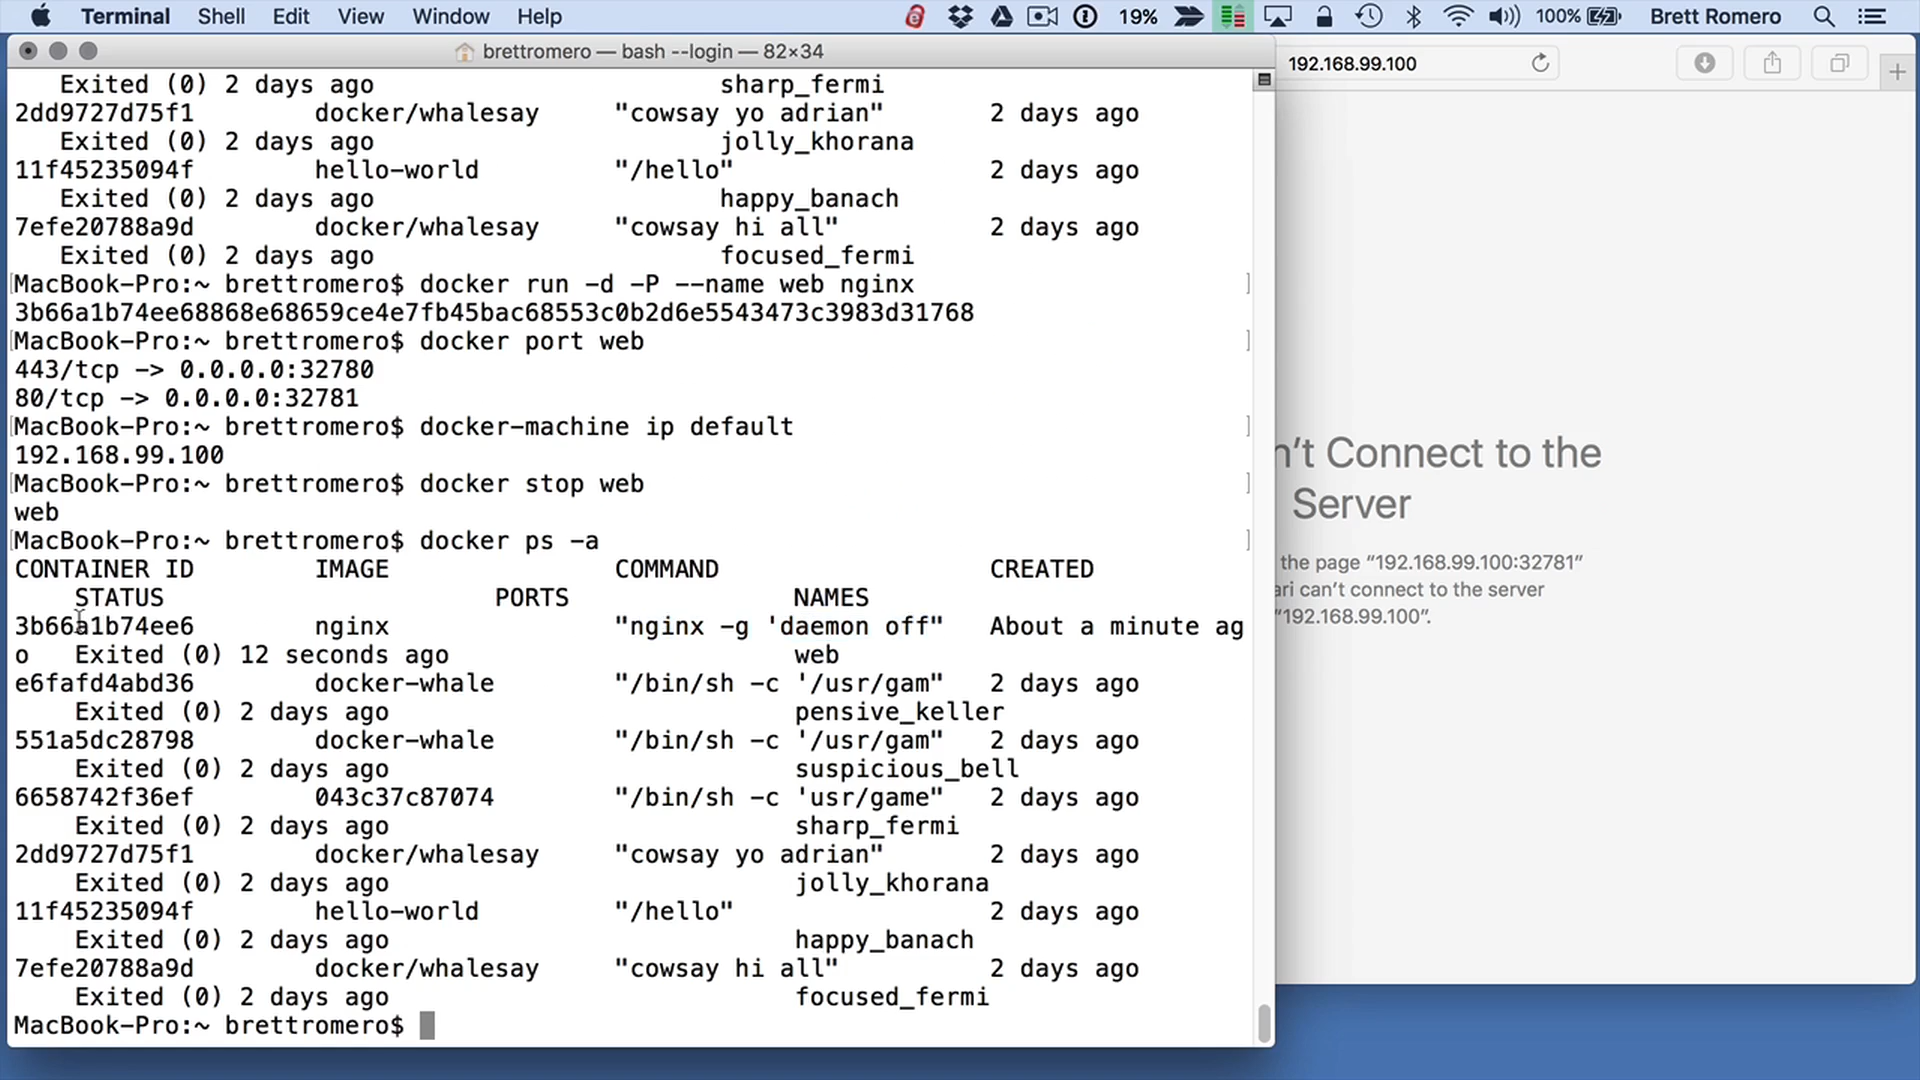 Terminal Shell Edit View Window Help 19% 100% Brett Romero
brettromero — bash --login — 82×34
192.168.99.100
    Exited (0) 2 days ago                       sharp_fermi
2dd9727d75f1        docker/whalesay     "cowsay yo adrian"       2 days ago
    Exited (0) 2 days ago                       jolly_khorana
11f45235094f        hello-world         "/hello"                 2 days ago
    Exited (0) 2 days ago                       happy_banach
7efe20788a9d        docker/whalesay     "cowsay hi all"          2 days ago
    Exited (0) 2 days ago                       focused_fermi
[MacBook-Pro:~ brettromero$ docker run -d -P --name web nginx ]
3b66a1b74ee68868e68659ce4e7fb45bac68553c0b2d6e5543473c3983d31768
[MacBook-Pro:~ brettromero$ docker port web ]
443/tcp -> 0.0.0.0:32780
80/tcp -> 0.0.0.0:32781
[MacBook-Pro:~ brettromero$ docker-machine ip default ]
192.168.99.100
[MacBook-Pro:~ brettromero$ docker stop web ]
web
[MacBook-Pro:~ brettromero$ docker ps -a ]
CONTAINER ID        IMAGE               COMMAND                  CREATED
    STATUS                      PORTS               NAMES
3b66a1b74ee6        nginx               "nginx -g 'daemon off"   About a minute ag
o   Exited (0) 12 seconds ago                       web
e6fafd4abd36        docker-whale        "/bin/sh -c '/usr/gam"   2 days ago
    Exited (0) 2 days ago                           pensive_keller
551a5dc28798        docker-whale        "/bin/sh -c '/usr/gam"   2 days ago
    Exited (0) 2 days ago                           suspicious_bell
6658742f36ef        043c37c87074        "/bin/sh -c 'usr/game"   2 days ago
    Exited (0) 2 days ago                           sharp_fermi
2dd9727d75f1        docker/whalesay     "cowsay yo adrian"       2 days ago
    Exited (0) 2 days ago                           jolly_khorana
11f45235094f        hello-world         "/hello"                 2 days ago
    Exited (0) 2 days ago                           happy_banach
7efe20788a9d        docker/whalesay     "cowsay hi all"          2 days ago
    Exited (0) 2 days ago                           focused_fermi
MacBook-Pro:~ brettromero$
n't Connect to the
Server
the page “192.168.99.100:32781”
ari can’t connect to the server
“192.168.99.100”.